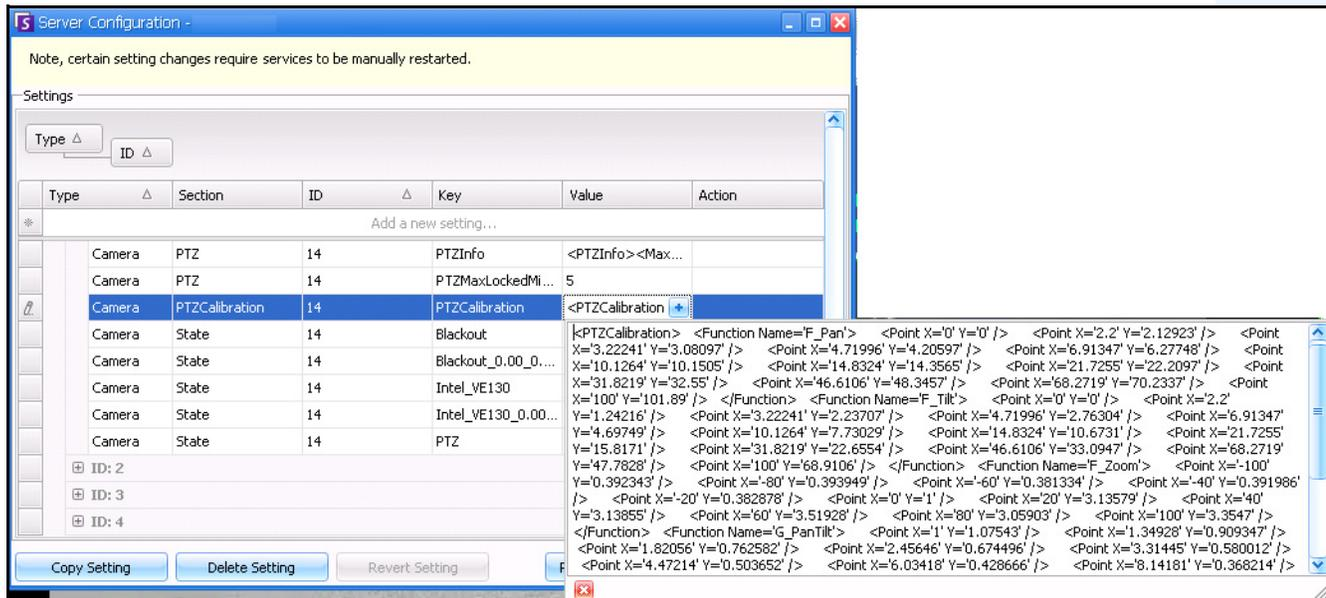 Server Configuration -
Note, certain setting changes require services to be manually restarted.
Settings
Type
ID
Type Section ID Key Value Action
Add a new setting...
Camera PTZ 14 PTZInfo <PTZInfo><Max...
Camera PTZ 14 PTZMaxLockedMi... 5
Camera PTZCalibration 14 PTZCalibration <PTZCalibration
Camera State 14 Blackout
Camera State 14 Blackout_0.00_0....
Camera State 14 Intel_VE130
Camera State 14 Intel_VE130_0.00...
Camera State 14 PTZ
ID: 2
ID: 3
ID: 4
<PTZCalibration> <Function Name='F_Pan'> <Point X='0' Y='0' /> <Point X='2.2' Y='2.12923' /> <Point
X='3.22241' Y='3.08097' /> <Point X='4.71996' Y='4.20597' /> <Point X='6.91347' Y='6.27748' /> <Point
X='10.1264' Y='10.1505' /> <Point X='14.8324' Y='14.3565' /> <Point X='21.7255' Y='22.2097' /> <Point
X='31.8219' Y='32.55' /> <Point X='46.6106' Y='48.3457' /> <Point X='68.2719' Y='70.2337' /> <Point
X='100' Y='101.89' /> </Function> <Function Name='F_Tilt'> <Point X='0' Y='0' /> <Point X='2.2'
Y='1.24216' /> <Point X='3.22241' Y='2.23707' /> <Point X='4.71996' Y='2.76304' /> <Point X='6.91347'
Y='4.69749' /> <Point X='10.1264' Y='7.73029' /> <Point X='14.8324' Y='10.6731' /> <Point X='21.7255'
Y='15.8171' /> <Point X='31.8219' Y='22.6554' /> <Point X='46.6106' Y='33.0947' /> <Point X='68.2719'
Y='47.7828' /> <Point X='100' Y='68.9106' /> </Function> <Function Name='F_Zoom'> <Point X='-100'
Y='0.392343' /> <Point X='-80' Y='0.393949' /> <Point X='-60' Y='0.381334' /> <Point X='-40' Y='0.391986'
/> <Point X='-20' Y='0.382878' /> <Point X='0' Y='1' /> <Point X='20' Y='3.13579' /> <Point X='40'
Y='3.13855' /> <Point X='60' Y='3.51928' /> <Point X='80' Y='3.05903' /> <Point X='100' Y='3.3547' />
</Function> <Function Name='G_PanTilt'> <Point X='1' Y='1.07543' /> <Point X='1.34928' Y='0.909347' />
<Point X='1.82056' Y='0.762582' /> <Point X='2.45646' Y='0.674496' /> <Point X='3.31445' Y='0.580012' />
<Point X='4.47214' Y='0.503652' /> <Point X='6.03418' Y='0.428666' /> <Point X='8.14181' Y='0.368214' />
Copy Setting Delete Setting Revert Setting